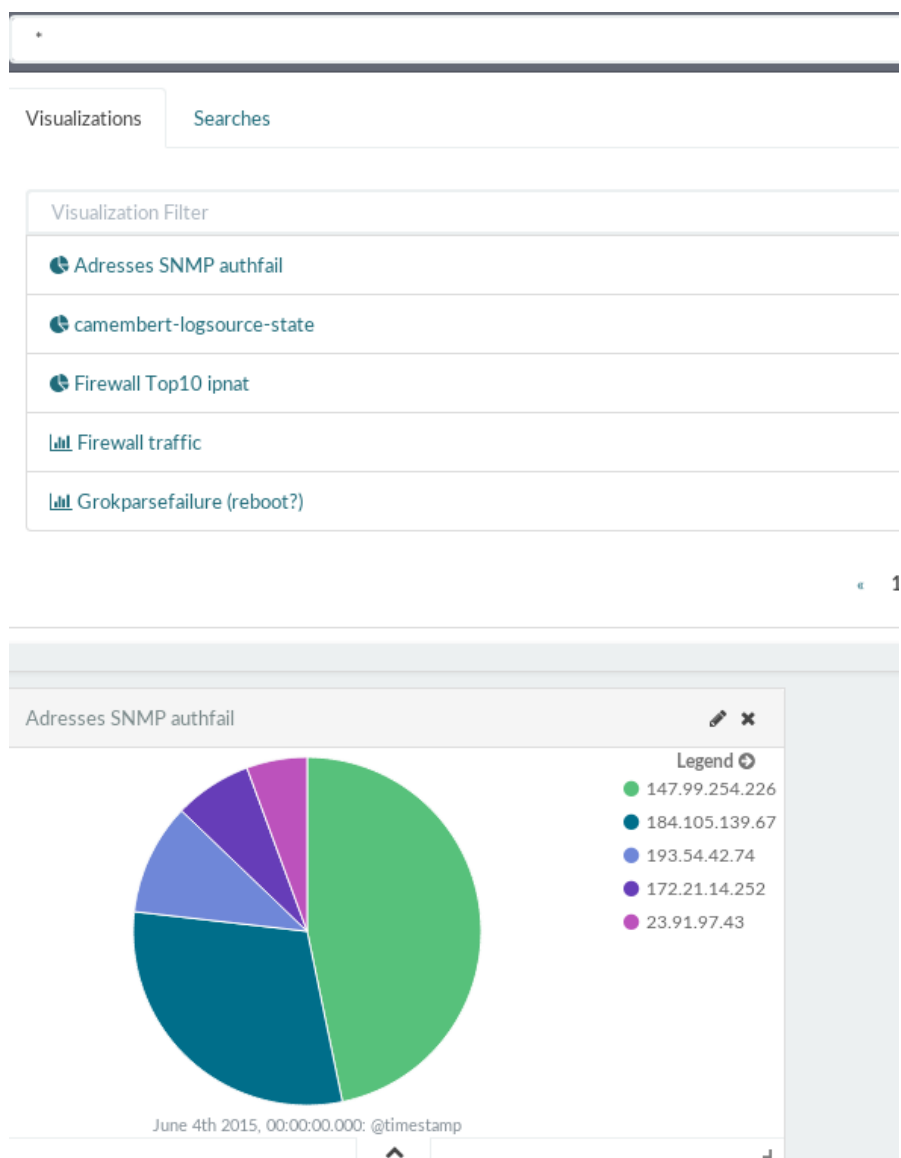 *
Visualizations Searches
Visualization Filter
Adresses SNMP authfail
camembert-logsource-state
Firewall Top10 ipnat
Firewall traffic
Grokparsefailure (reboot?)
« 1
Adresses SNMP authfail
Legend
147.99.254.226
184.105.139.67
193.54.42.74
172.21.14.252
23.91.97.43
June 4th 2015, 00:00:00.000: @timestamp